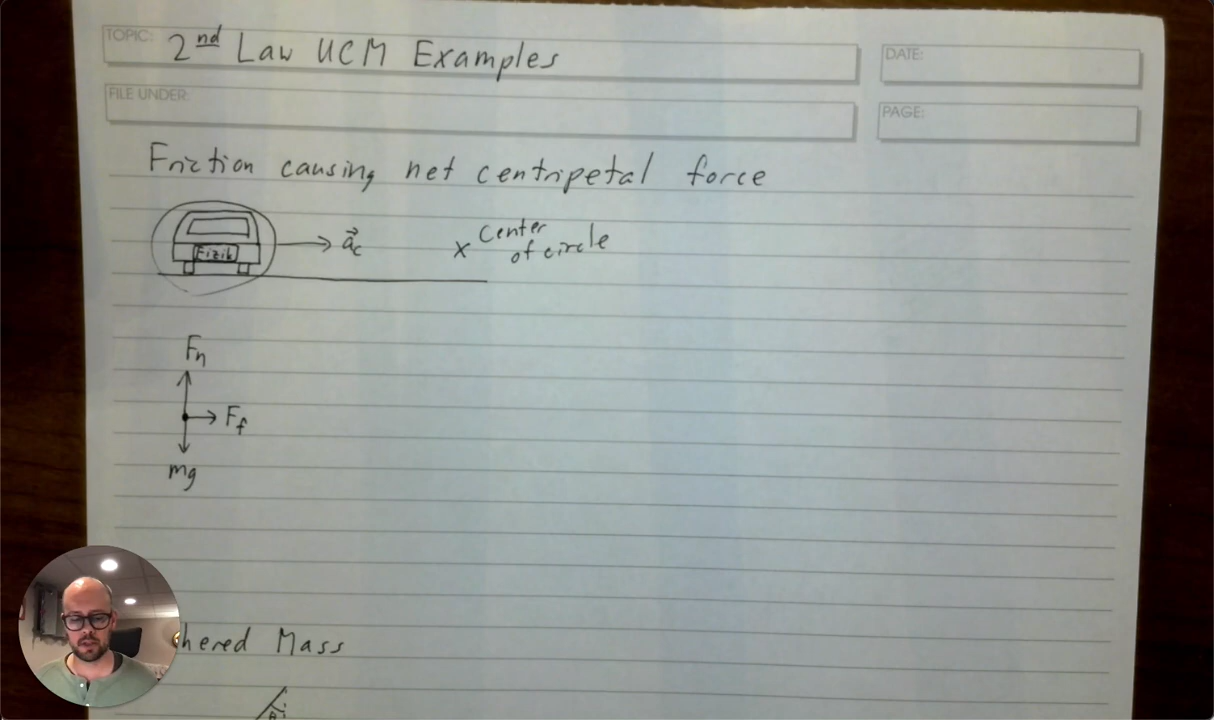 TOPIC: 2nd Law UCM Examples
DATE:
FILE UNDER:
PAGE:
Friction causing net centripetal force
Fizik
a⃗c
x Center
of circle
Fn
Ff
mg
hered Mass
θ